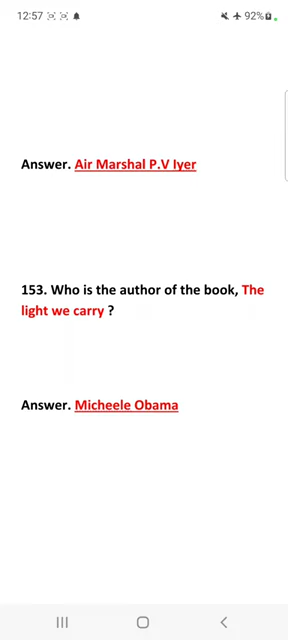 12:57
92%
Answer. Air Marshal P.V Iyer
153. Who is the author of the book, The
light we carry ?
Answer. Micheele Obama